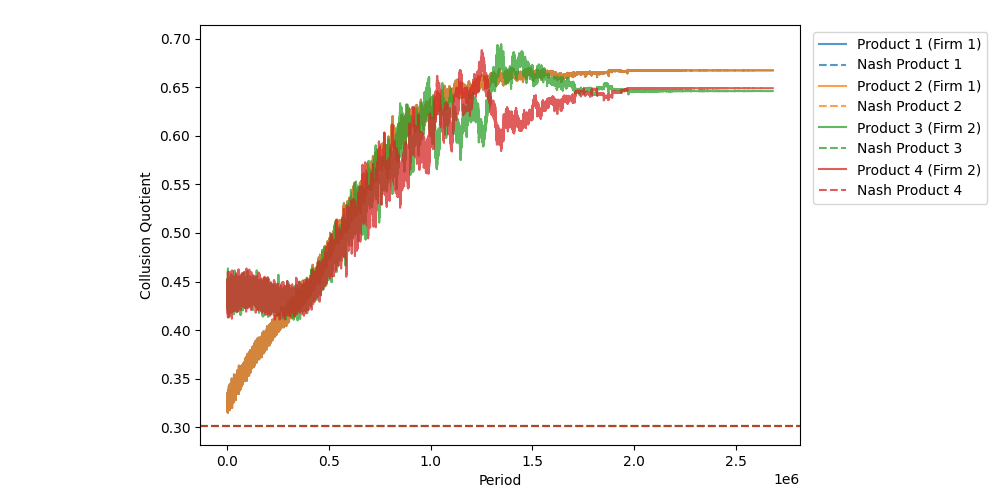 0.70
0.65
0.60
0.55
0.50
0.45
0.40
0.35
0.30
Collusion Quotient
0.0
0.5
1.0
1.5
2.0
2.5
1e6
Period
Product 1 (Firm 1)
Nash Product 1
Product 2 (Firm 1)
Nash Product 2
Product 3 (Firm 2)
Nash Product 3
Product 4 (Firm 2)
Nash Product 4